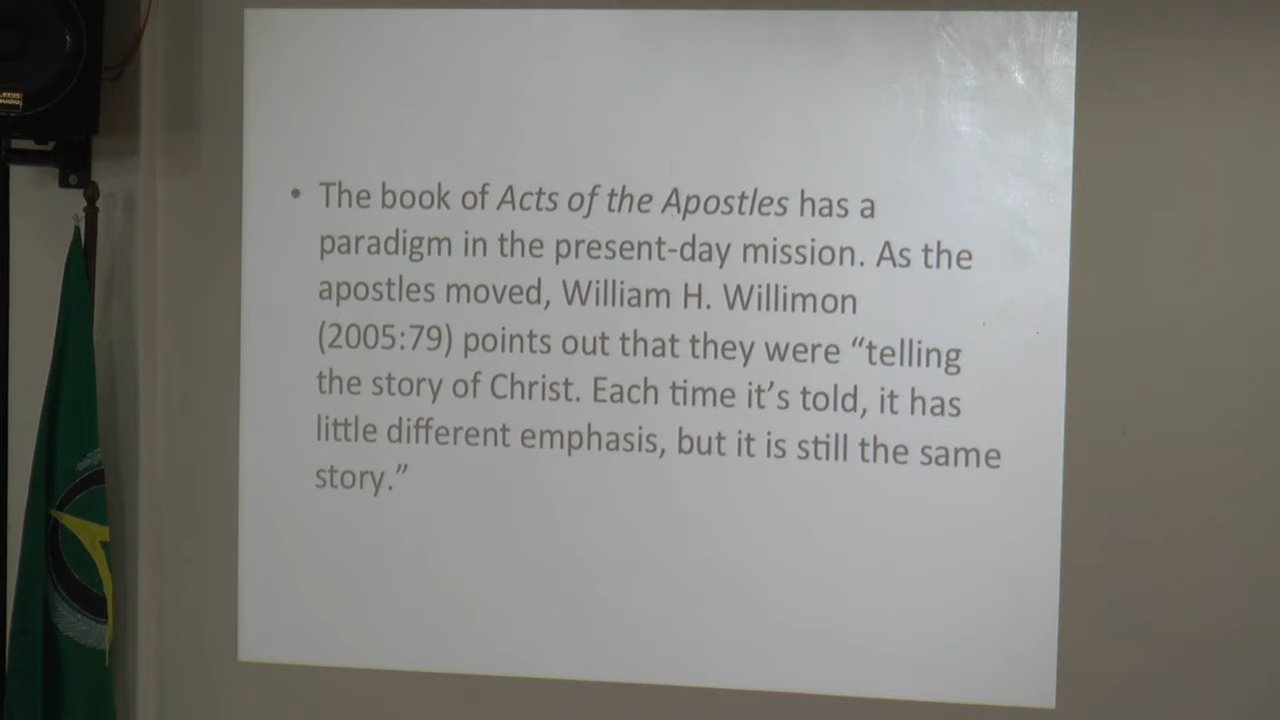 • The book of Acts of the Apostles has a
paradigm in the present-day mission. As the
apostles moved, William H. Willimon
(2005:79) points out that they were “telling
the story of Christ. Each time it’s told, it has
little different emphasis, but it is still the same
story.”
audio